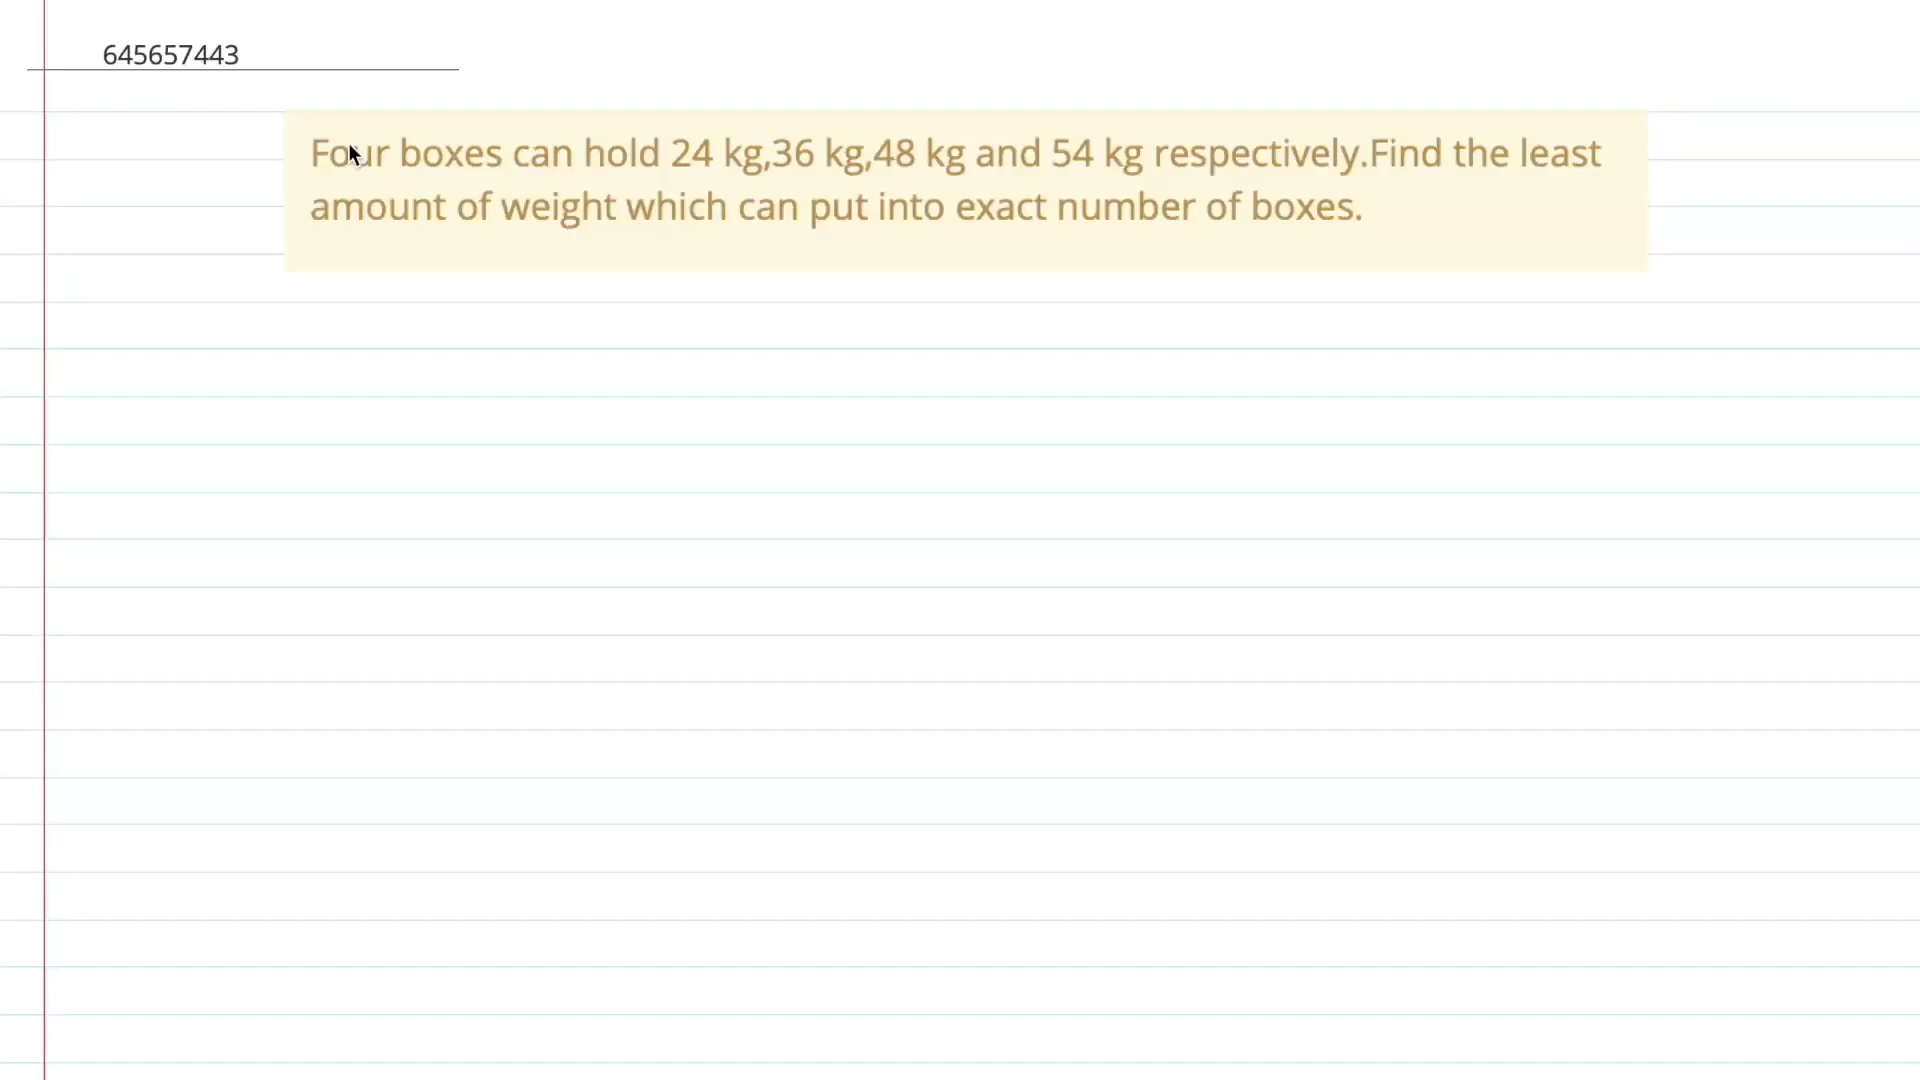 645657443
Four boxes can hold 24 kg,36 kg,48 kg and 54 kg respectively.Find the least
amount of weight which can put into exact number of boxes.